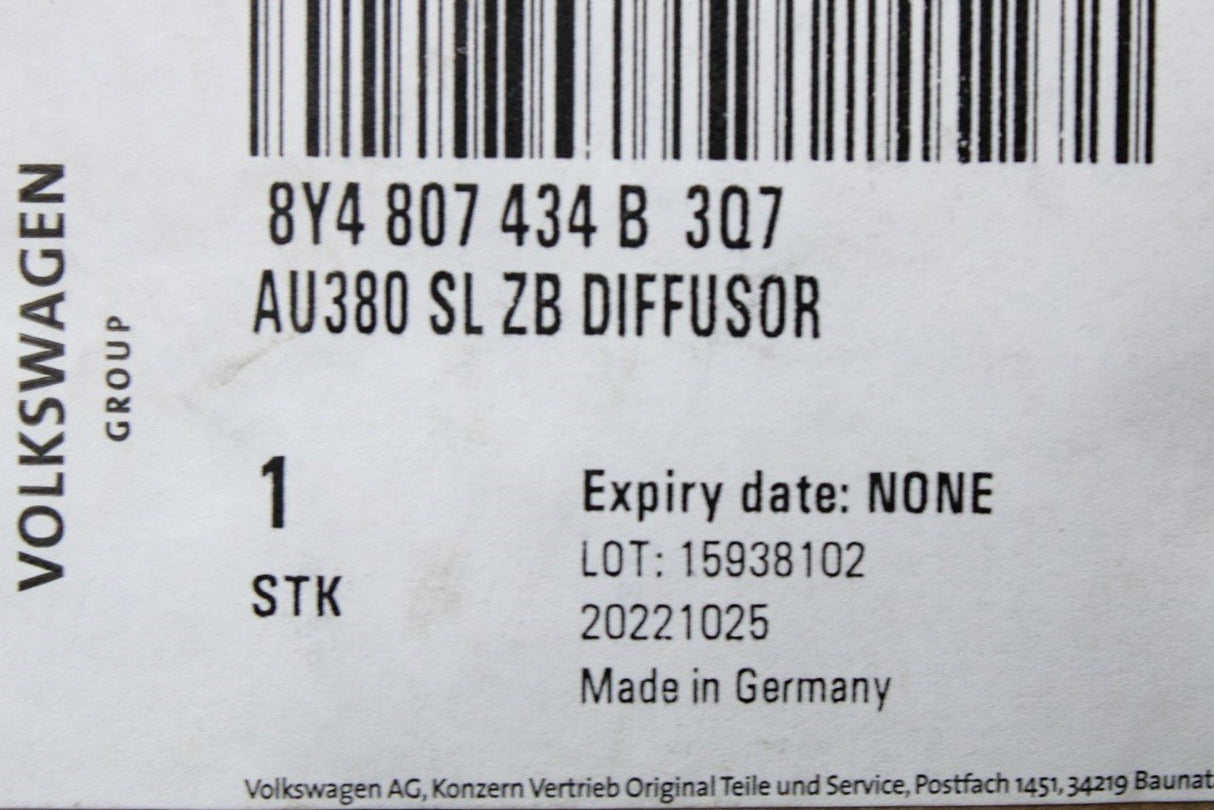 8Y4 807 434 B 3Q7
AU380 SL ZB DIFFUSOR
VOLKSWAGEN
GROUP
1
STK
Expiry date: NONE
LOT: 15938102
20221025
Made in Germany
Volkswagen AG, Konzern Vertrieb Original Teile und Service, Postfach 1451, 34219 Baunat